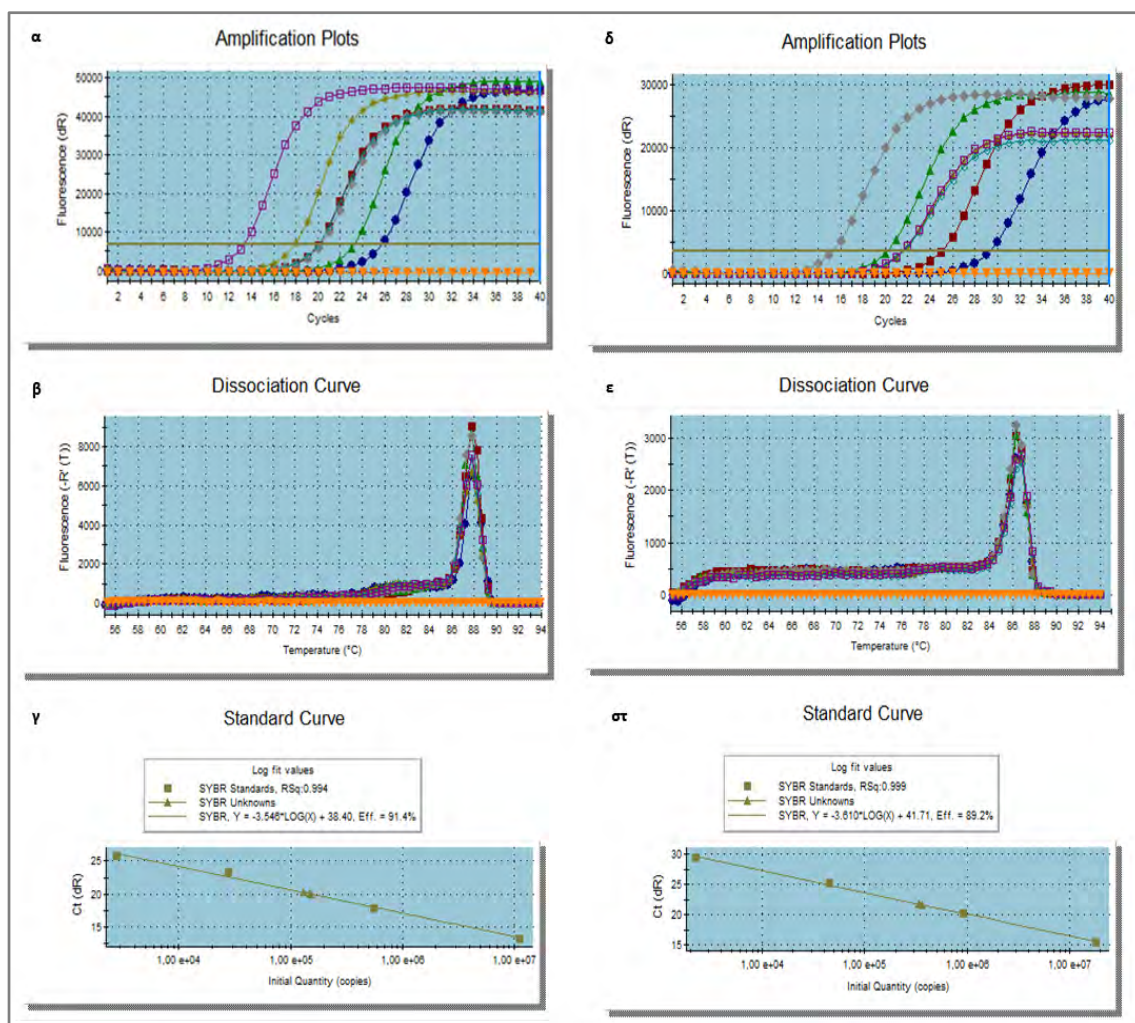 α
Amplification Plots
50000
40000
30000
20000
10000
0
Fluorescence (dR)
2 4 6 8 10 12 14 16 18 20 22 24 26 28 30 32 34 36 38 40
Cycles
δ
Amplification Plots
30000
20000
10000
0
Fluorescence (dR)
2 4 6 8 10 12 14 16 18 20 22 24 26 28 30 32 34 36 38 40
Cycles
β
Dissociation Curve
8000
6000
4000
2000
0
Fluorescence (-R' (T))
56 58 60 62 64 66 68 70 72 74 76 78 80 82 84 86 88 90 92 94
Temperature (°C)
ε
Dissociation Curve
3000
2000
1000
0
Fluorescence (-R' (T))
56 58 60 62 64 66 68 70 72 74 76 78 80 82 84 86 88 90 92 94
Temperature (°C)
γ
Standard Curve
Log fit values
SYBR Standards, RSq:0.994
SYBR Unknowns
SYBR, Y = -3.546*LOG(X) + 38.40, Eff. = 91.4%
25
20
15
Ct (dR)
1,00 e+04 1,00 e+05 1,00 e+06 1,00 e+07
Initial Quantity (copies)
στ
Standard Curve
Log fit values
SYBR Standards, RSq:0.999
SYBR Unknowns
SYBR, Y = -3.610*LOG(X) + 41.71, Eff. = 89.2%
30
25
20
15
Ct (dR)
1,00 e+04 1,00 e+05 1,00 e+06 1,00 e+07
Initial Quantity (copies)